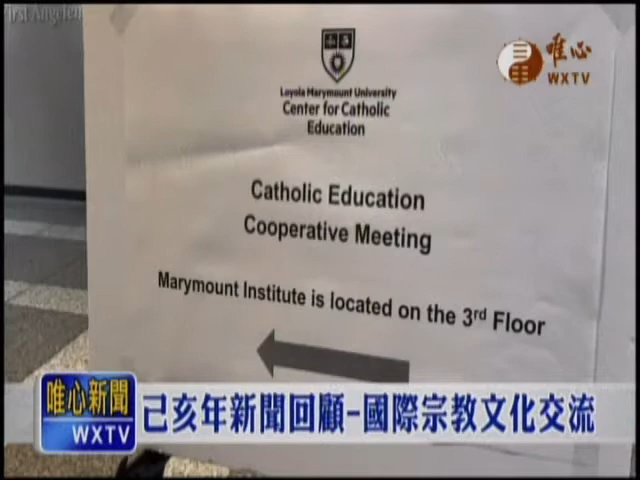 First Angeles
唯心
WXTV
Loyola Marymount University
Center for Catholic
Education
Catholic Education
Cooperative Meeting
Marymount Institute is located on the 3rd Floor
唯心新聞
WXTV
己亥年新聞回顧-國際宗教文化交流